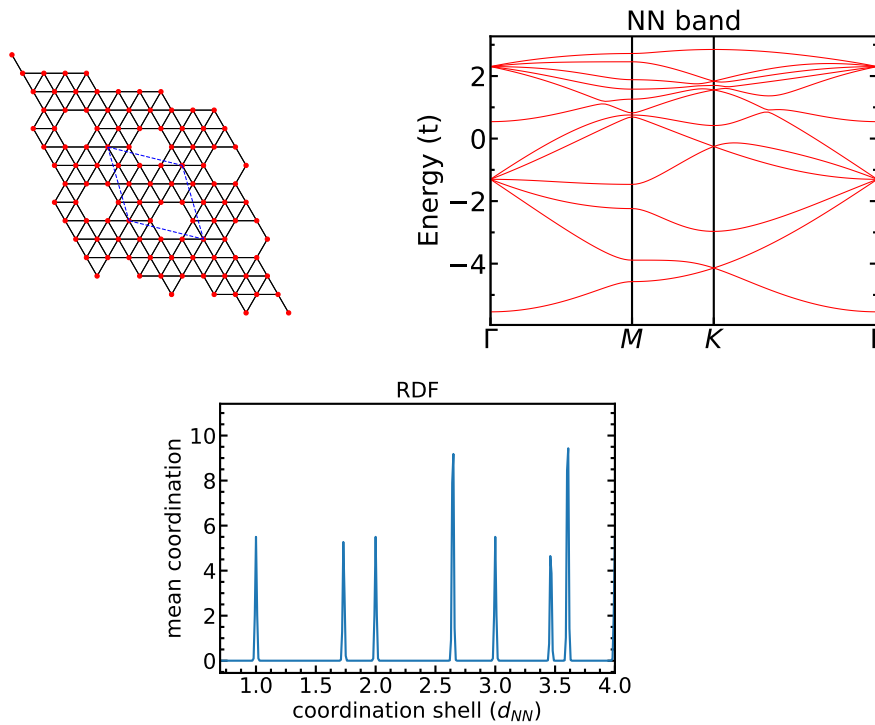 NN band
Energy (t)
2
0
−2
−4
Γ M K Γ
RDF
mean coordination
10
8
6
4
2
0
1.0 1.5 2.0 2.5 3.0 3.5 4.0
coordination shell (d_NN)